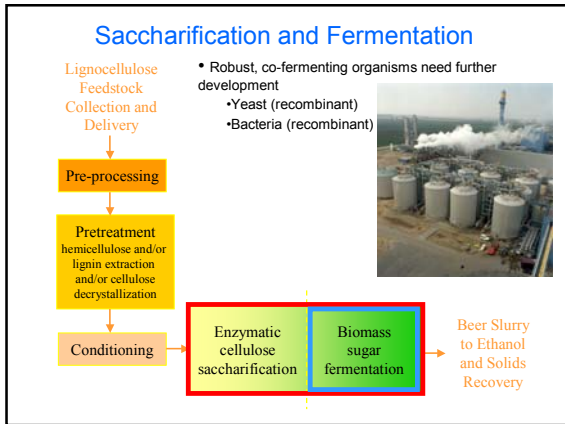 Saccharification and Fermentation
Lignocellulose
Feedstock
Collection and
Delivery
• Robust, co-fermenting organisms need further
development
•Yeast (recombinant)
•Bacteria (recombinant)
Pre-processing
Pretreatment
hemicellulose and/or
lignin extraction
and/or cellulose
decrystallization
Conditioning
Enzymatic
cellulose
saccharification
Biomass
sugar
fermentation
Beer Slurry
to Ethanol
and Solids
Recovery